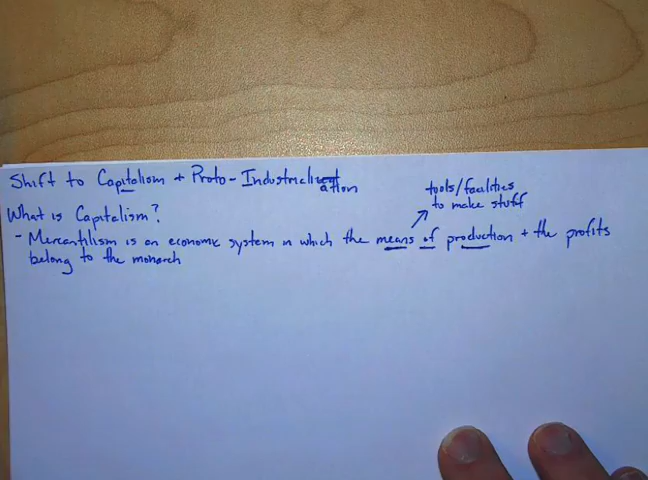 Shift to Capitalism + Proto-Industrialization
tools/facilities
to make stuff
What is Capitalism?
- Mercantilism is an economic system in which the means of production + the profits
belong to the monarch